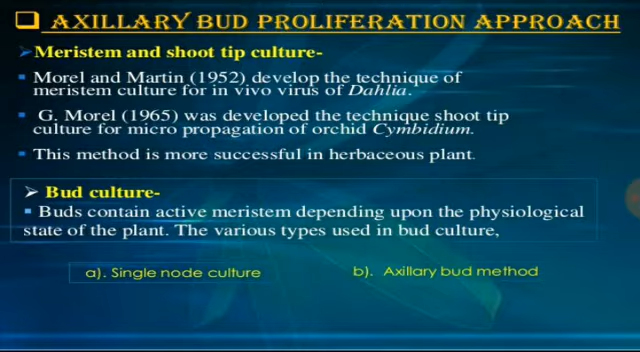 AXILLARY BUD PROLIFERATION APPROACH
Meristem and shoot tip culture-
Morel and Martin (1952) develop the technique of
meristem culture for in vivo virus of Dahlia.
G. Morel (1965) was developed the technique shoot tip
culture for micro propagation of orchid Cymbidium.
This method is more successful in herbaceous plant.
Bud culture-
Buds contain active meristem depending upon the physiological
state of the plant. The various types used in bud culture,
a). Single node culture
b). Axillary bud method